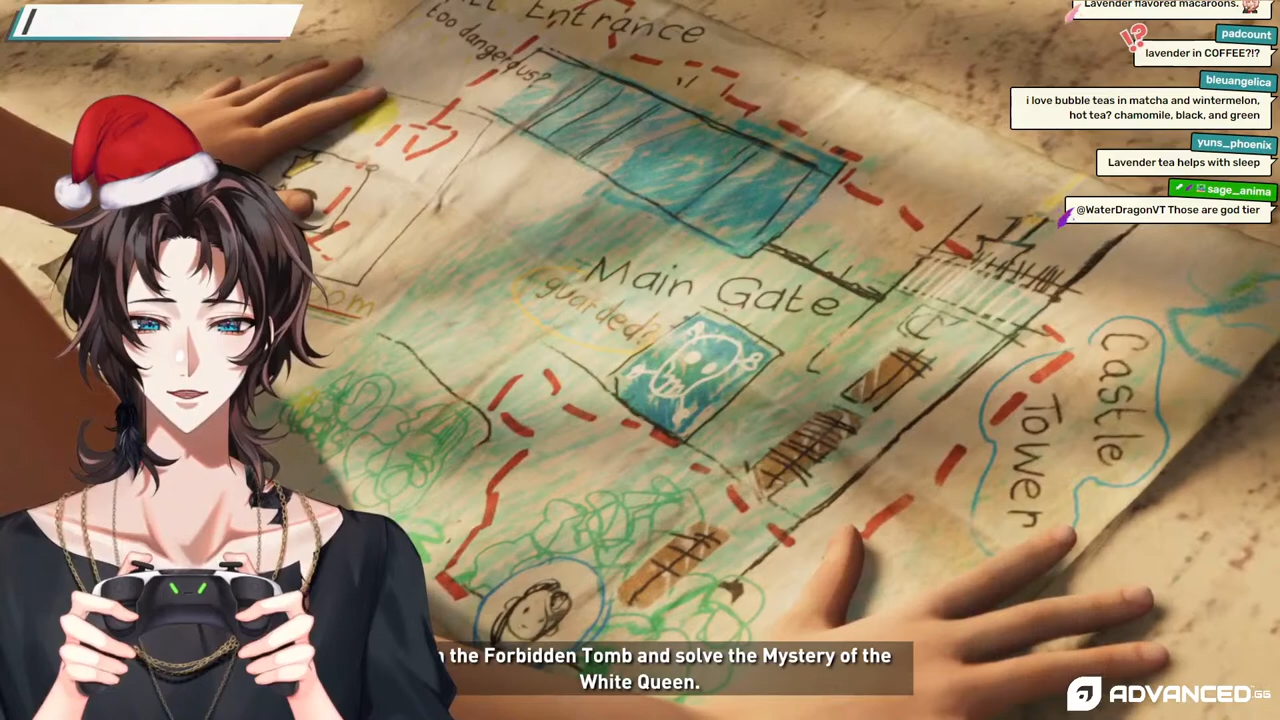 Entrance
too dangerous?
Main Gate
guarded?
Castle
Tower
the Forbidden Tomb and solve the Mystery of the
White Queen.
Lavender flavored macaroons.
padcount
lavender in COFFEE!?!?
bleuangelica
i love bubble teas in matcha and wintermelon,
hot tea? chamomile, black, and green
yuns_phoenix
Lavender tea helps with sleep
sage_anima
@WaterDragonVT Those are god tier
ADVANCED.GG